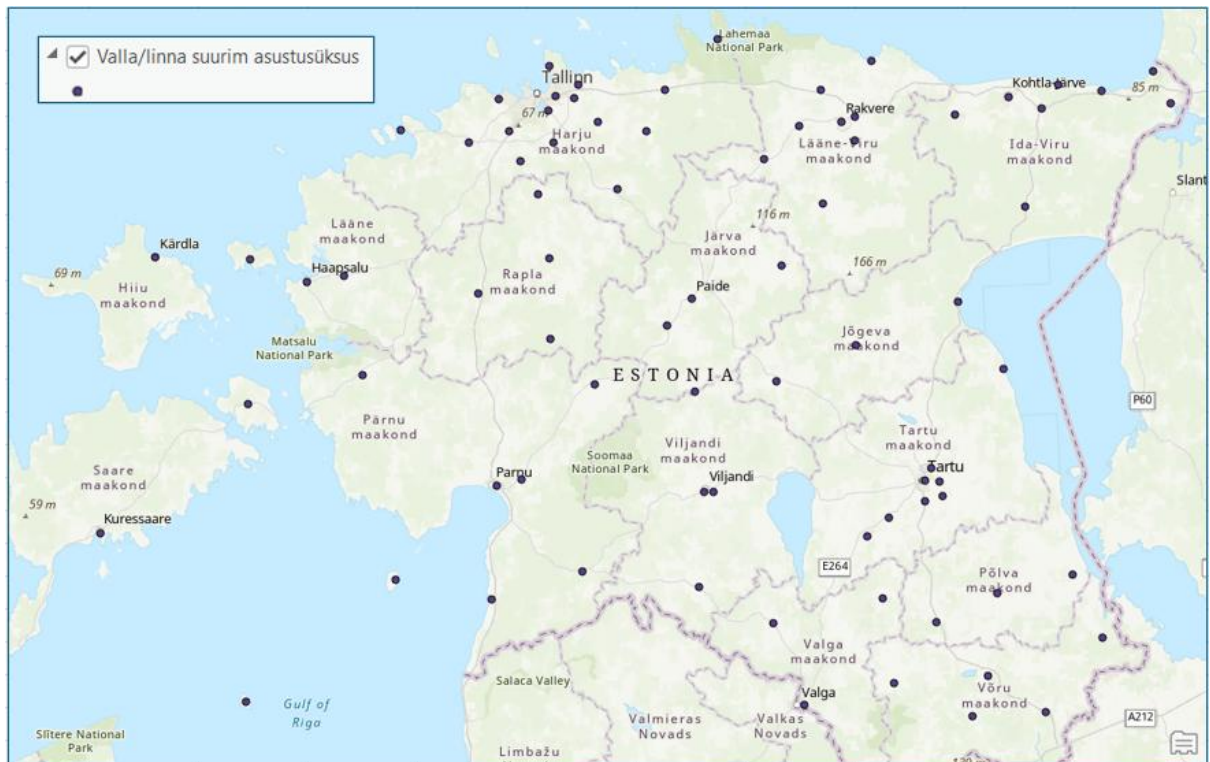 Valla/linna suurim asustusüksus
Lahemaa
National Park
Tallinn
Kohtla-Järve
85 m
67 m
Rakvere
Harju
maakond
Lääne-Viru
maakond
Ida-Viru
maakond
Slant
Lääne
maakond
116 m
Järva
maakond
Kärdla
69 m
Hiiu
maakond
Haapsalu
Rapla
maakond
166 m
Paide
Matsalu
National Park
Jõgeva
maakond
ESTONIA
P60
Pärnu
maakond
Tartu
maakond
Saare
maakond
Soomaa
National Park
Viljandi
maakond
Parnu
Viljandi
Tartu
59 m
Kuressaare
E264
Põlva
maakond
Valga
maakond
Salaca Valley
Valga
Võru
maakond
Gulf of
Riga
Valmieras
Novads
Valkas
Novads
A212
Slītere National
Park
Limbažu